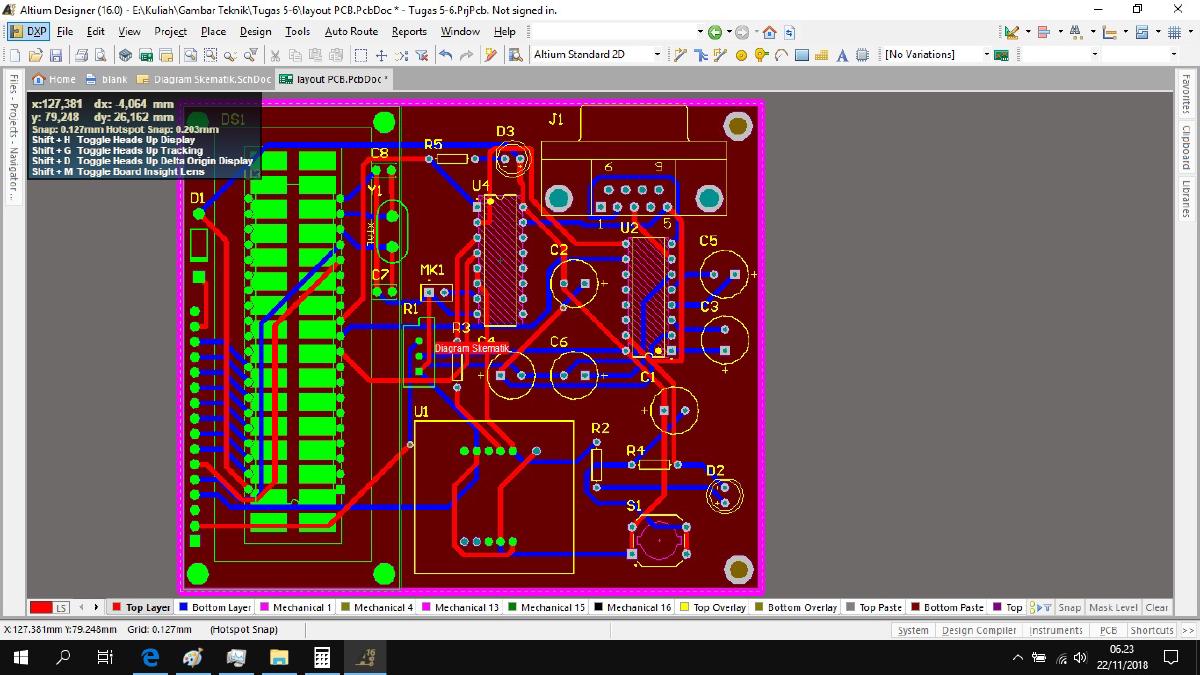 Altium Designer (16.0) - E:\Kuliah\Gambar Teknik\Tugas 5-6\layout PCB.PcbDoc * - Tugas 5-6.PrjPcb. Not signed in.
DXP File Edit View Project Place Design Tools Auto Route Reports Window Help
Altium Standard 2D [No Variations]
Home blank Diagram Skematik.SchDoc layout PCB.PcbDoc *
Files - Projects - Navigator ...
Favorites
Clipboard
Libraries
x:127,381 dx: -4,064 mm
y: 79,248 dy: 26,162 mm
Snap: 0.127mm Hotspot Snap: 0.203mm
Shift + H Toggle Heads Up Display
Shift + G Toggle Heads Up Tracking
Shift + D Toggle Heads Up Delta Origin Display
Shift + M Toggle Board Insight Lens
DS1
J1
D3
R5
C8
6 9
Y1
U4
D1
1 5
XTAL
U2
C2
C5
C7
MK1
R1
C3
R3
C4
C6
Diagram Skematik
C1
U1
R2
R4
D2
S1
LS Top Layer Bottom Layer Mechanical 1 Mechanical 4 Mechanical 13 Mechanical 15 Mechanical 16 Top Overlay Bottom Overlay Top Paste Bottom Paste Top Snap Mask Level Clear
X:127.381mm Y:79.248mm Grid: 0.127mm (Hotspot Snap) System Design Compiler Instruments PCB Shortcuts >>
16
06.23
22/11/2018